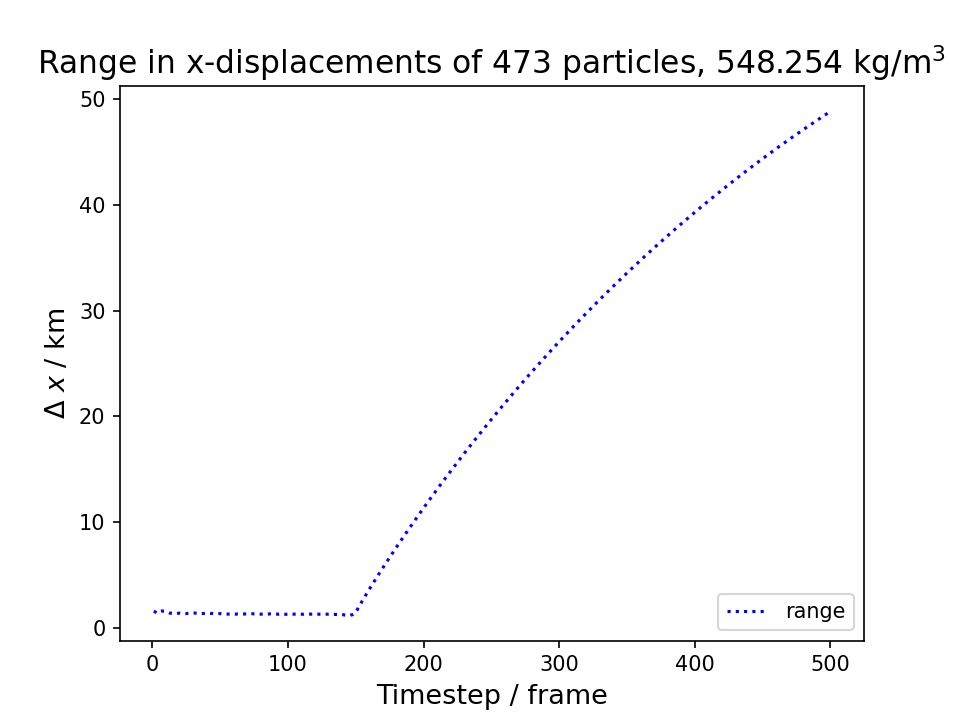 Range in x-displacements of 473 particles, 548.254 kg/m³
50
40
30
20
10
0
Δ x / km
range
0 100 200 300 400 500
Timestep / frame